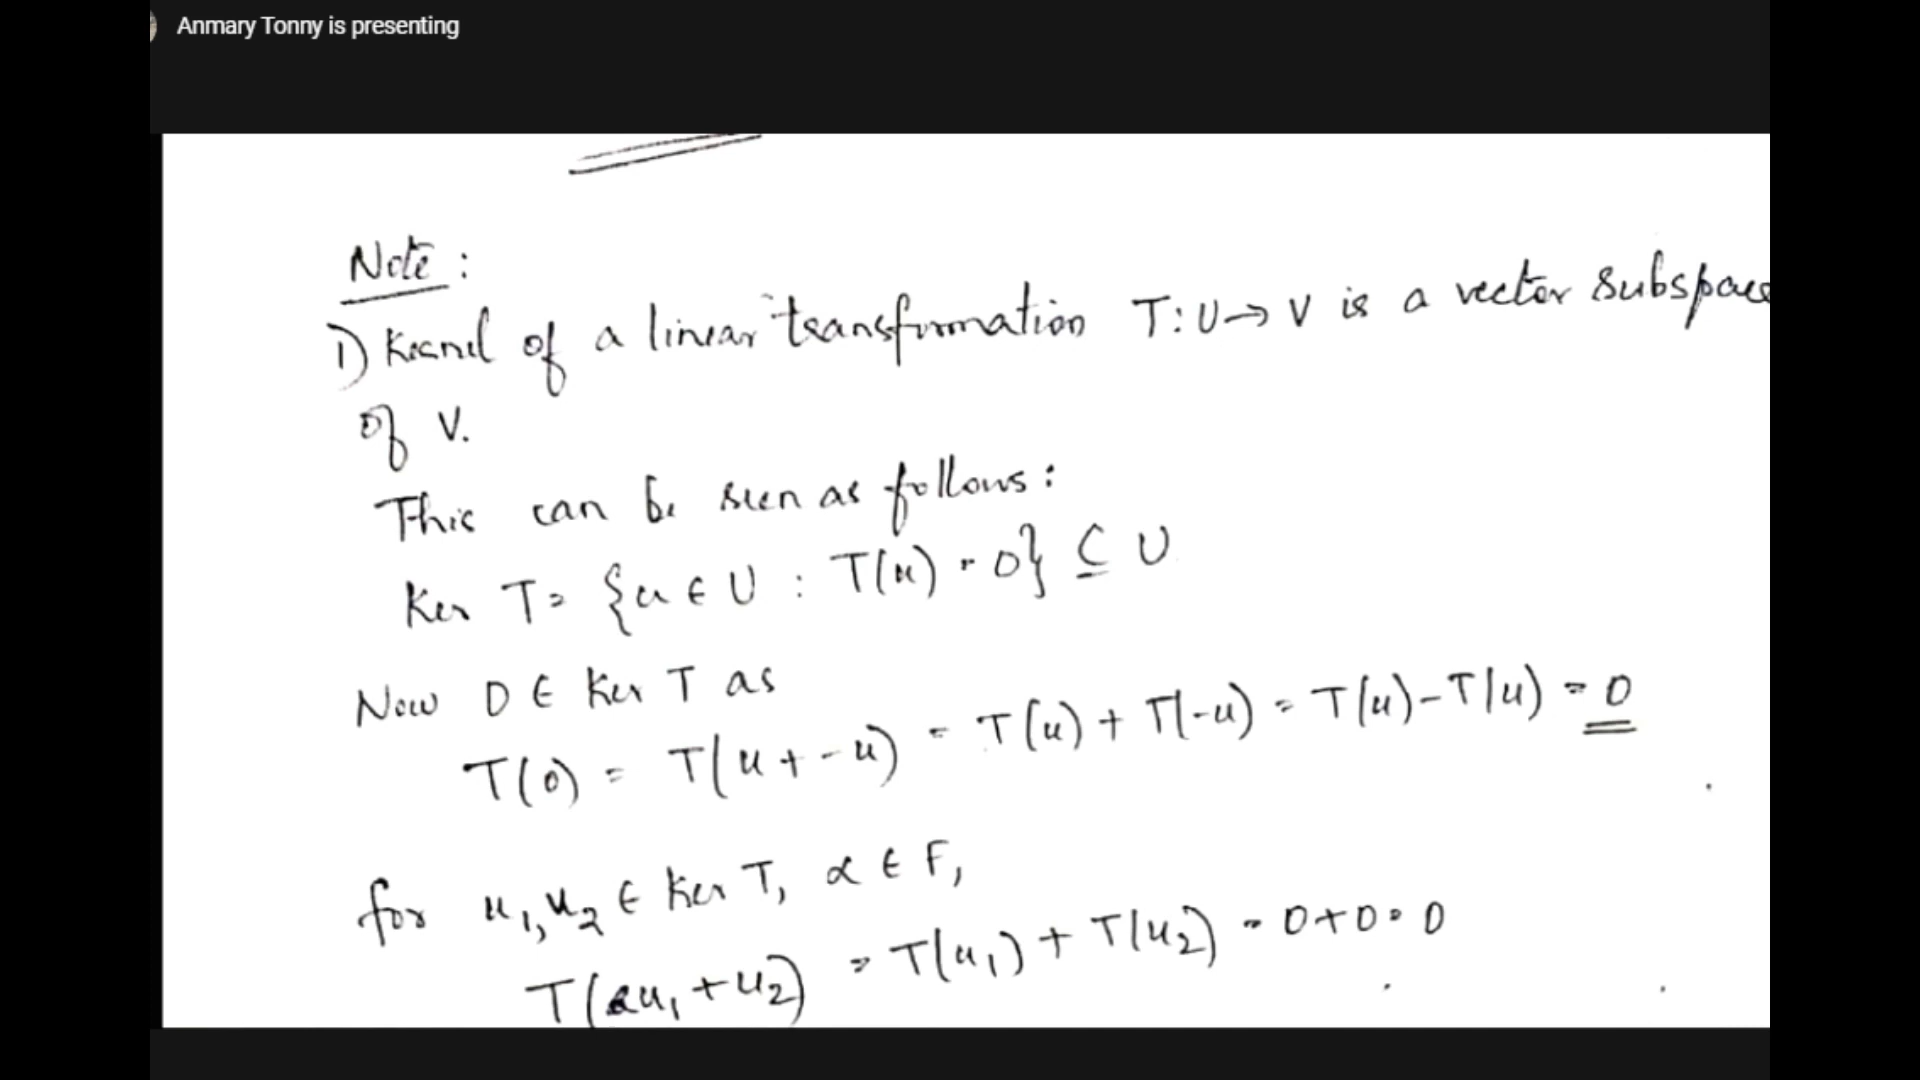 Anmary Tonny is presenting
Note :
1) Kernel of a linear transformation T: U → V is a vector subspace
of V.
This can be seen as follows :
Ker T = {u ∈ U : T(u) = 0} ⊆ U
Now 0 ∈ Ker T as
T(0) = T(u + -u) = T(u) + T(-u) = T(u) - T(u) = 0
for u₁, u₂ ∈ Ker T, α ∈ F,
T(αu₁ + u₂) = T(u₁) + T(u₂) = 0 + 0 = 0